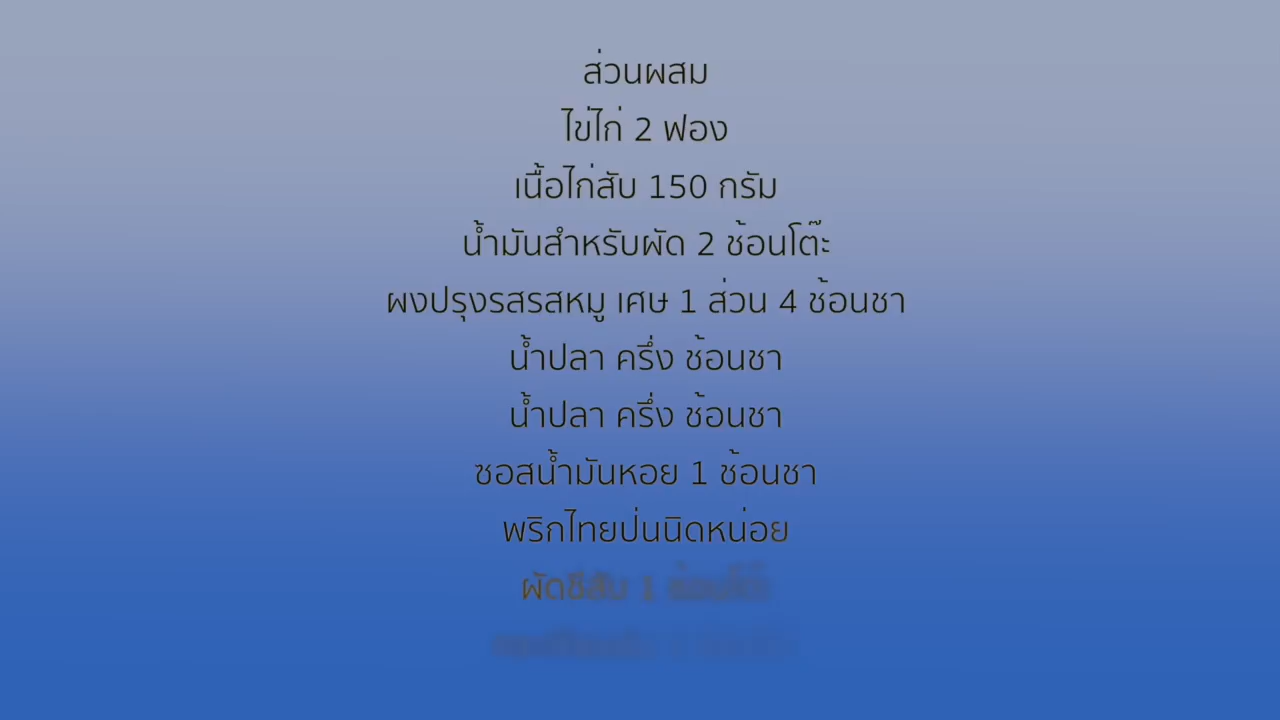 ส่วนผสม
ไข่ไก่ 2 ฟอง
เนื้อไก่สับ 150 กรัม
น้ำมันสำหรับผัด 2 ช้อนโต๊ะ
ผงปรุงรสรสหมู เศษ 1 ส่วน 4 ช้อนชา
น้ำปลา ครึ่ง ช้อนชา
น้ำปลา ครึ่ง ช้อนชา
ซอสน้ำมันหอย 1 ช้อนชา
พริกไทยป่นนิดหน่อย
ผัดชีสับ 1